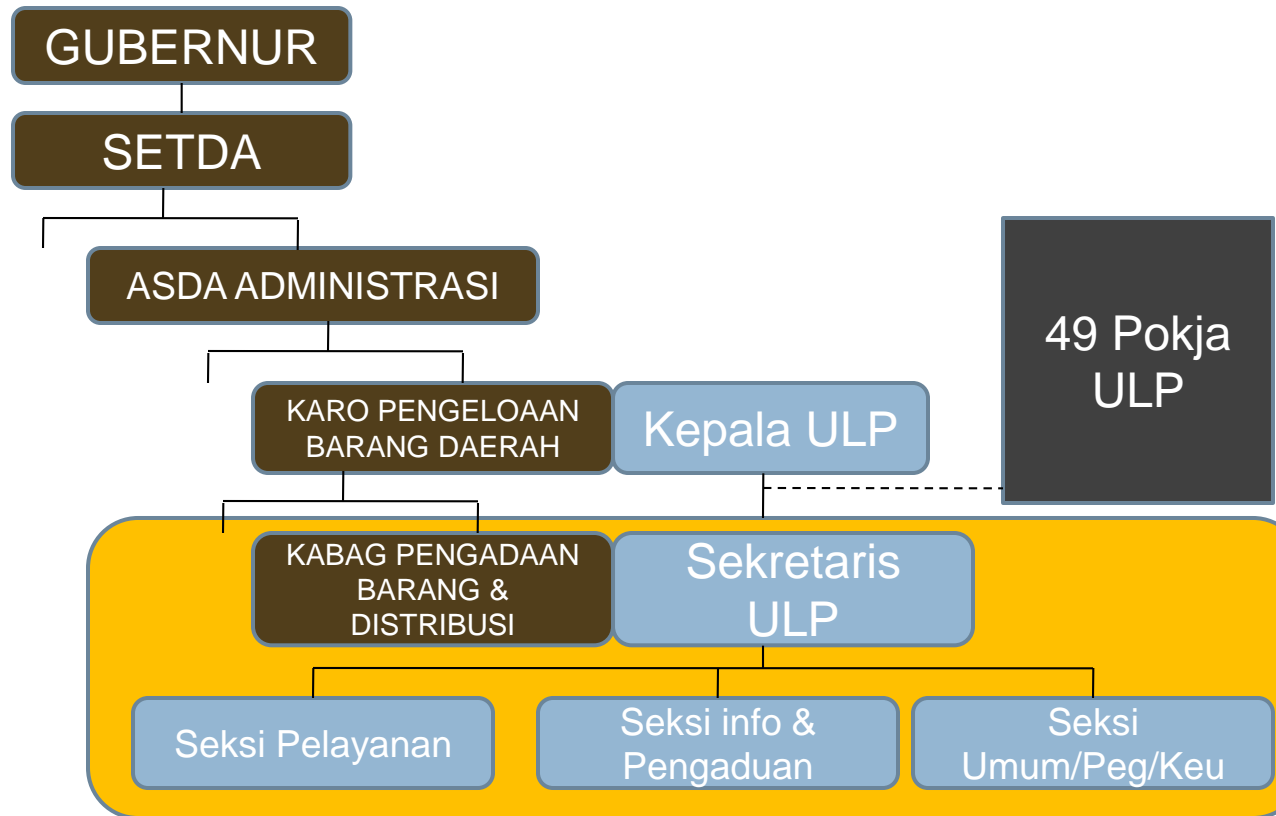 GUBERNUR
SETDA
ASDA ADMINISTRASI
49 Pokja
ULP
KARO PENGELOAAN
BARANG DAERAH
Kepala ULP
KABAG PENGADAAN
BARANG &
DISTRIBUSI
Sekretaris
ULP
Seksi Pelayanan
Seksi info &
Pengaduan
Seksi
Umum/Peg/Keu